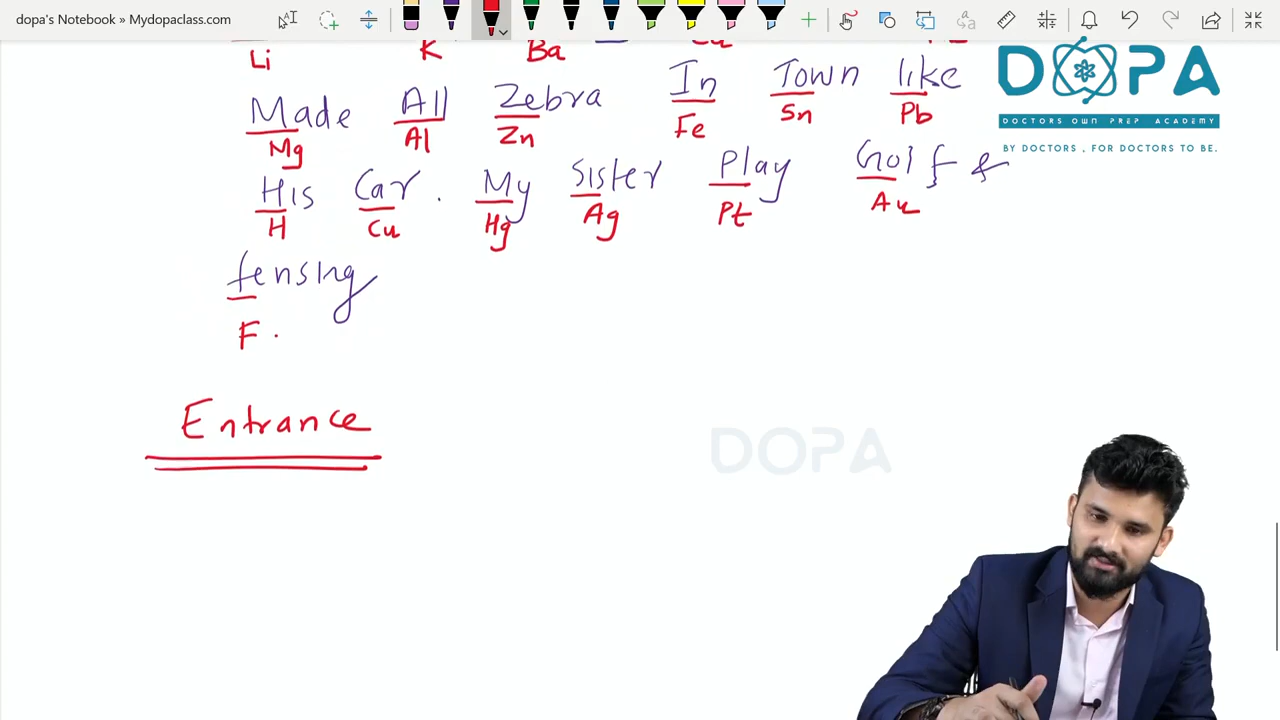 dopa's Notebook » Mydopaclass.com
Li K Ba
Made All Zebra In Town like
Mg Al Zn Fe Sn Pb
His Car. My Sister Play Golf &
H Cu Hg Ag Pt Au
fensing
F.
Entrance
DOPA
DOCTORS OWN PREP ACADEMY
BY DOCTORS , FOR DOCTORS TO BE.
DOPA